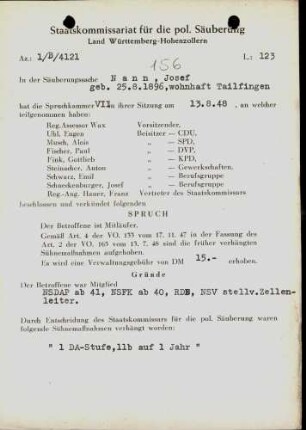 Staatskommissariat für die pol. Säuberung
Land Württemberg-Hohenzollern
Az.: 1/B/4121
L.: 123
156
In der Säuberungssache Nann, Josef
geb. 25.8.1896,wohnhaft Tailfingen
hat die Spruchkammer VII in ihrer Sitzung am 13.8.48 , an welcher
teilgenommen haben:
Reg.Assessor Wax Vorsitzender,
Uhl, Eugen Beisitzer — CDU,
Musch, Alois „ — SPD,
Fischer, Paul „ — DVP,
Fink, Gottlieb „ — KPD,
Steinacher, Anton „ — Gewerkschaften,
Schwarz, Emil „ — Berufsgruppe
Schneckenburger, Josef „ — Berufsgruppe
Reg.-Ang. Hauer, Franz Vertreter des Staatskommissars
beschlossen und verkündet folgenden
SPRUCH
Der Betroffene ist Mitläufer.
Gemäß Art. 4 der VO. 133 vom 17. 11. 47 in der Fassung des
Art. 2 der VO. 165 vom 13. 7. 48 sind die früher verhängten
Sühnemaßnahmen aufgehoben.
Es wird eine Verwaltungsgebühr von DM 15.- erhoben.
Gründe
Der Betroffene war Mitglied
NSDAP ab 41, NSFK ab 40, RDB, NSV stellv.Zellen-
leiter.
Durch Entscheidung des Staatskommissars für die pol. Säuberung waren
folgende Sühnemaßnahmen verhängt worden:
" 1 DA-Stufe,11b auf 1 Jahr "